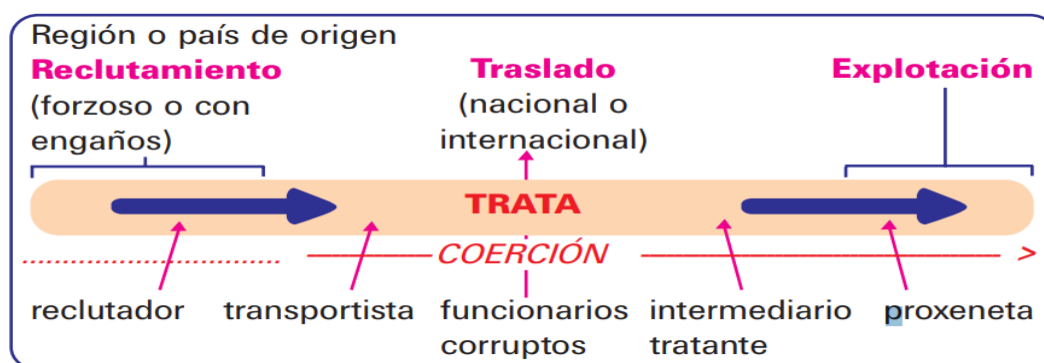 Región o país de origen
Reclutamiento
(forzoso o con
engaños)
Traslado
(nacional o
internacional)
Explotación
TRATA
COERCIÓN
reclutador
transportista
funcionarios
corruptos
intermediario
tratante
proxeneta